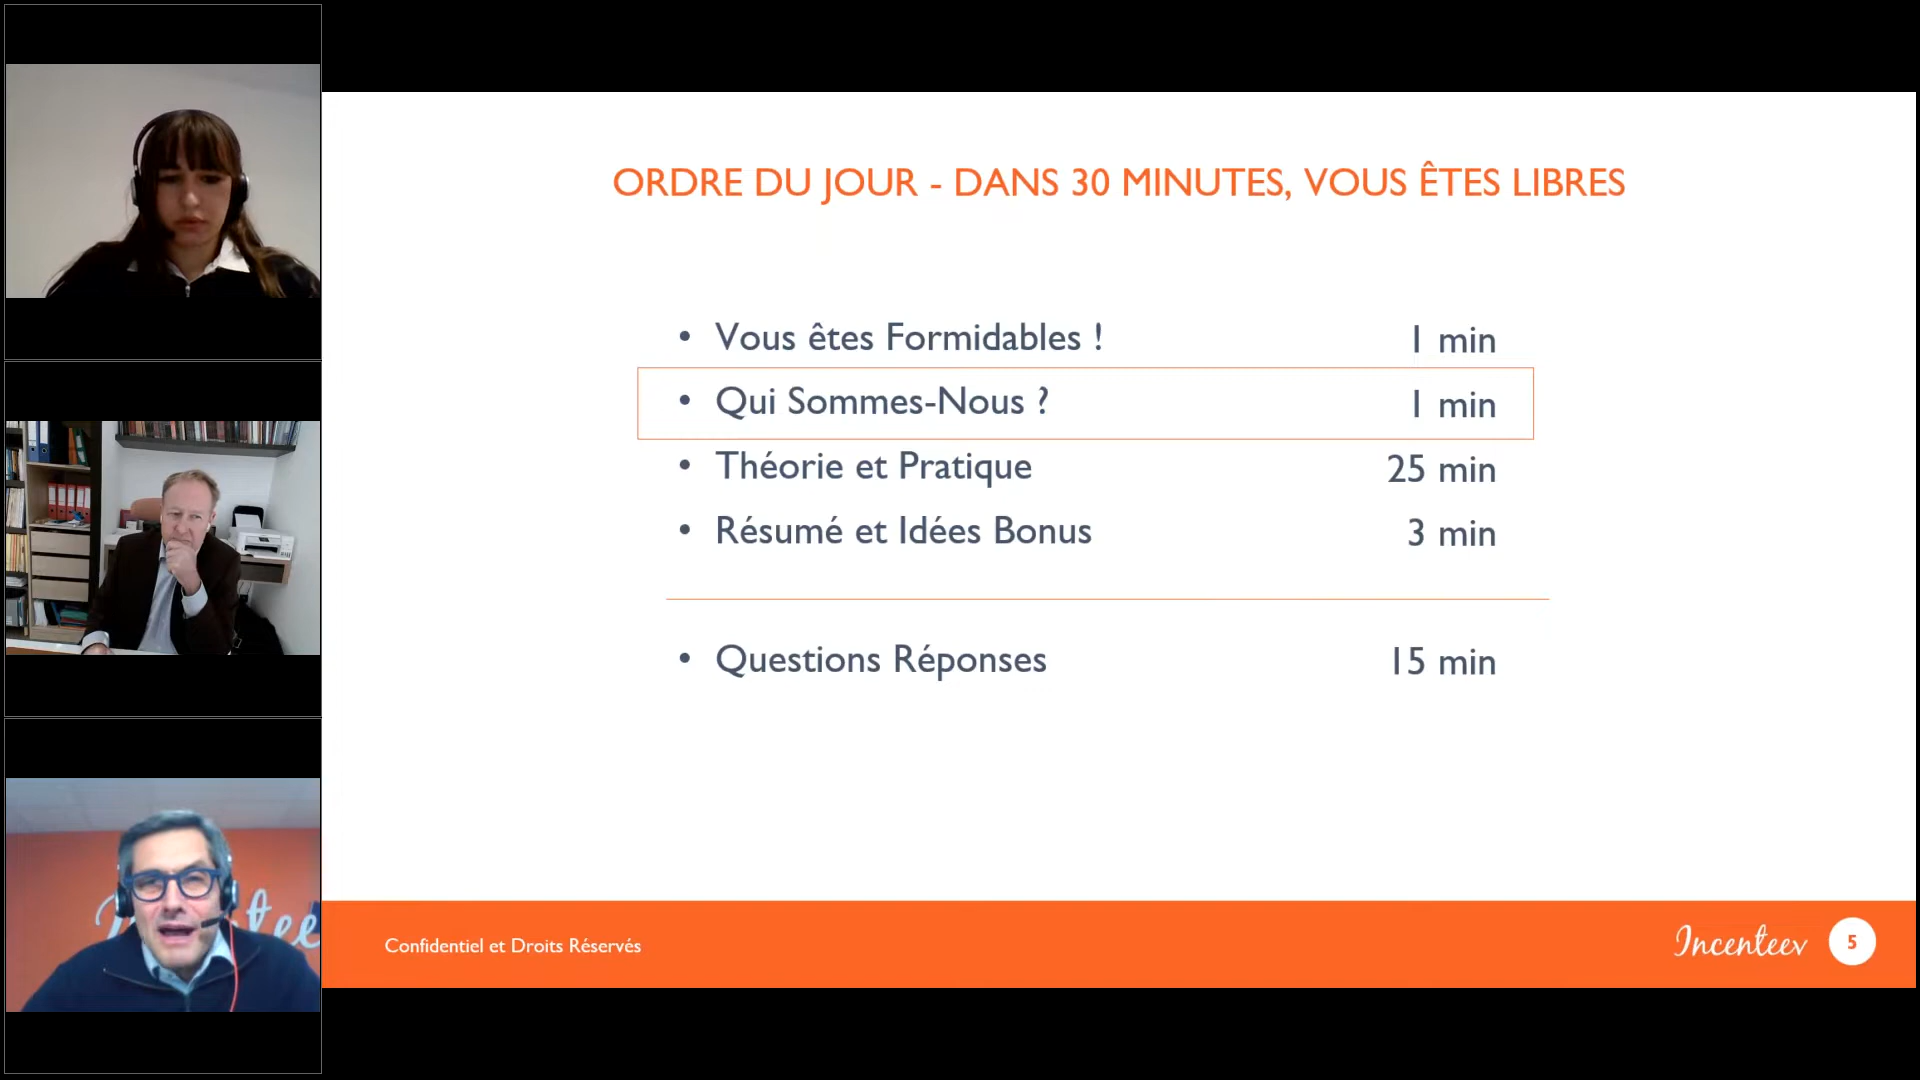 ORDRE DU JOUR - DANS 30 MINUTES, VOUS ÊTES LIBRES
• Vous êtes Formidables ! 1 min
• Qui Sommes-Nous ? 1 min
• Théorie et Pratique 25 min
• Résumé et Idées Bonus 3 min
• Questions Réponses 15 min
Confidentiel et Droits Réservés
Incenteev
5